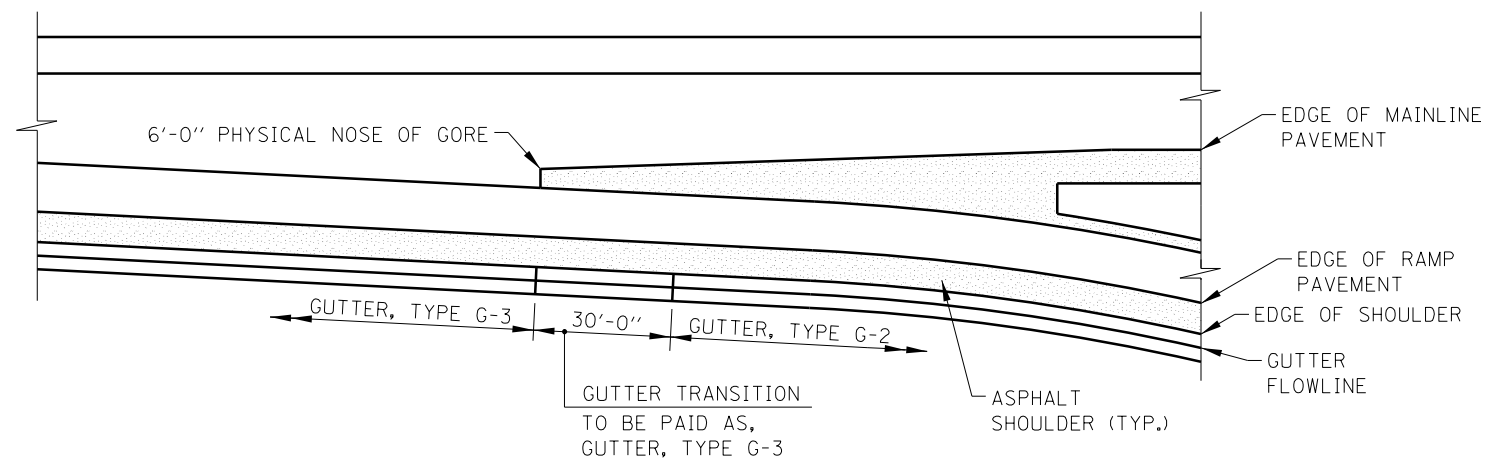 6'-0" PHYSICAL NOSE OF GORE
EDGE OF MAINLINE
PAVEMENT
EDGE OF RAMP
PAVEMENT
EDGE OF SHOULDER
GUTTER
FLOWLINE
GUTTER, TYPE G-3
30'-0"
GUTTER, TYPE G-2
GUTTER TRANSITION
TO BE PAID AS,
GUTTER, TYPE G-3
ASPHALT
SHOULDER (TYP.)